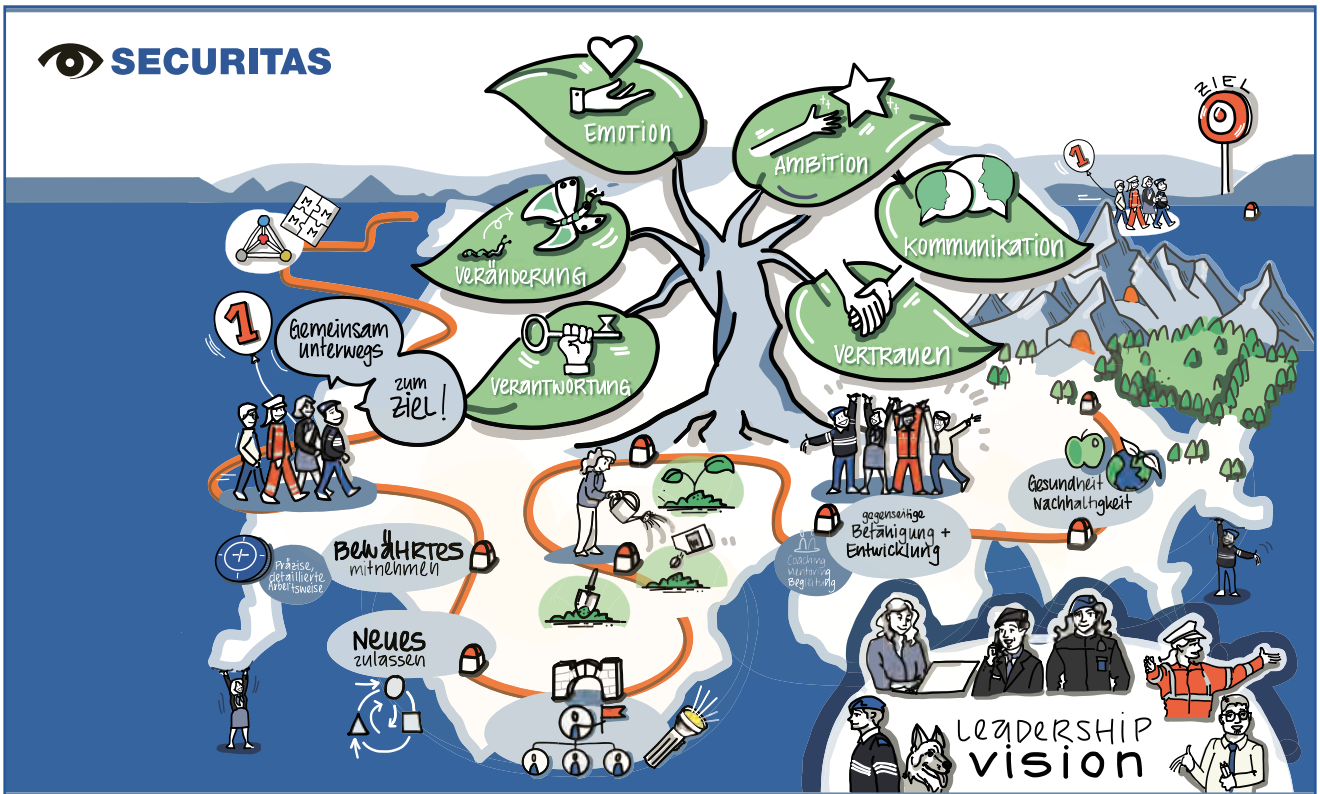 SECURITAS
EMOTION
AMBITION
KOMMUNIKATION
VERÄNDERUNG
VERANTWORTUNG
VERTRAUEN
ZIEL
1
M M
M M
1
Gemeinsam
unterwegs
zum
ZIEL!
Präzise,
detaillierte
Arbeitsweise
BEWÄHRTES
mitnehmen
NEUES
zulassen
Coaching
Mentoring
Begleitung
gegenseitige
Befähigung +
Entwicklung
Gesundheit
Nachhaltigkeit
LEADERSHIP
vision